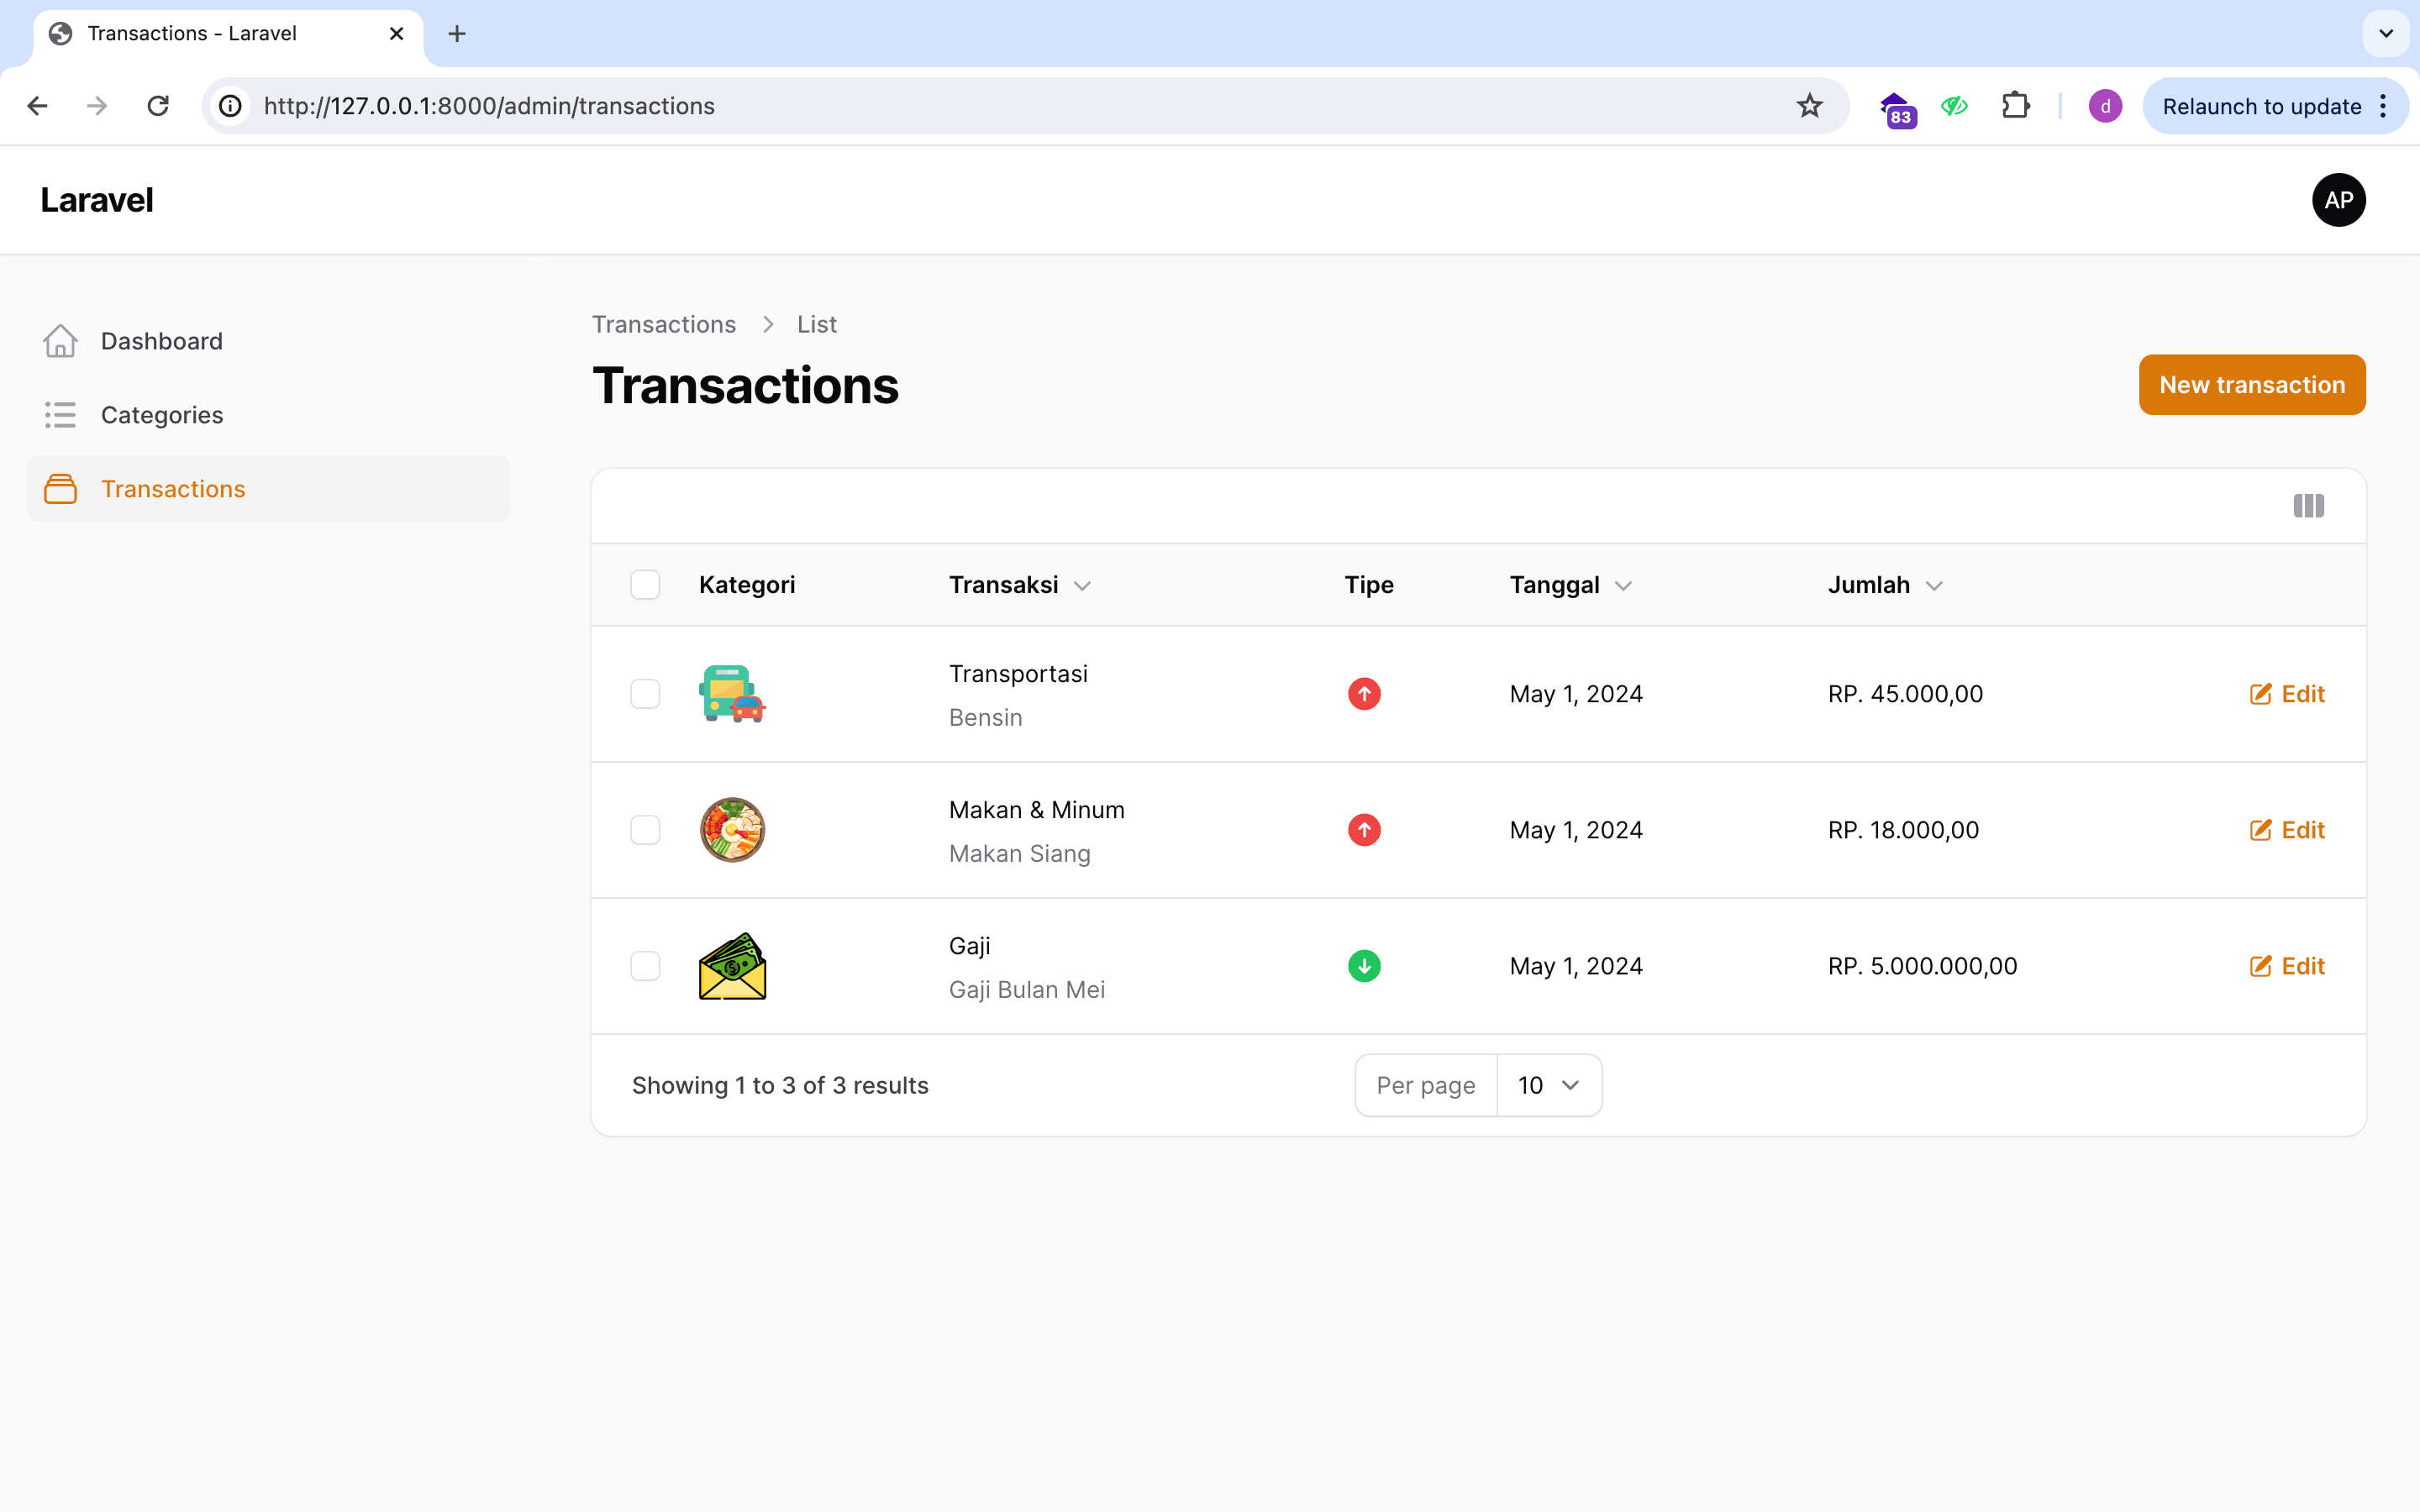 Transactions - Laravel
http://127.0.0.1:8000/admin/transactions
83
d
Relaunch to update
Laravel
AP
Dashboard
Categories
Transactions
Transactions > List
Transactions
New transaction
Kategori Transaksi Tipe Tanggal Jumlah
Transportasi
Bensin
May 1, 2024
RP. 45.000,00
Edit
Makan & Minum
Makan Siang
May 1, 2024
RP. 18.000,00
Edit
Gaji
Gaji Bulan Mei
May 1, 2024
RP. 5.000.000,00
Edit
Showing 1 to 3 of 3 results
Per page 10